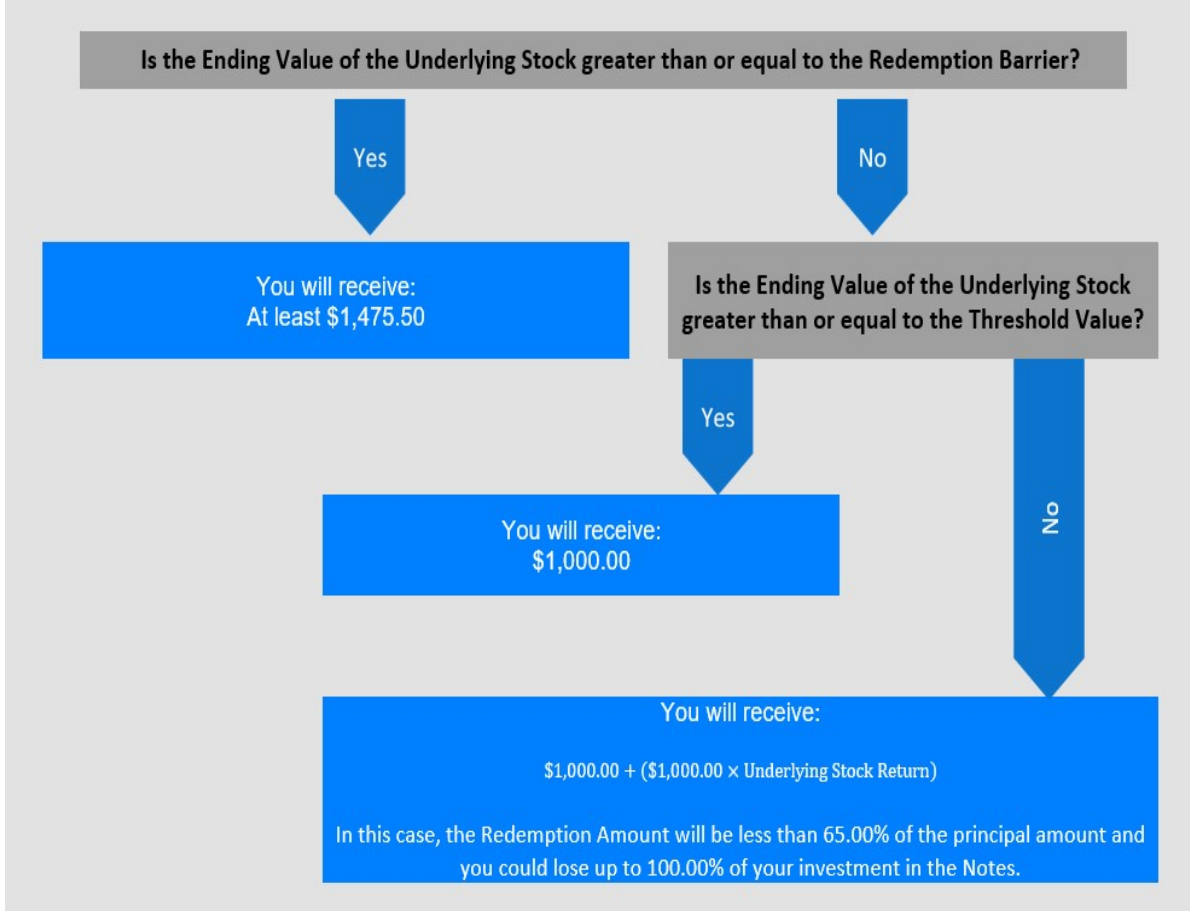 Is the Ending Value of the Underlying Stock greater than or equal to the Redemption Barrier?
Yes
No
You will receive:
At least $1,475.50
Is the Ending Value of the Underlying Stock
greater than or equal to the Threshold Value?
Yes
No
You will receive:
$1,000.00
You will receive:
$1,000.00 + ($1,000.00 × Underlying Stock Return)
In this case, the Redemption Amount will be less than 65.00% of the principal amount and
you could lose up to 100.00% of your investment in the Notes.